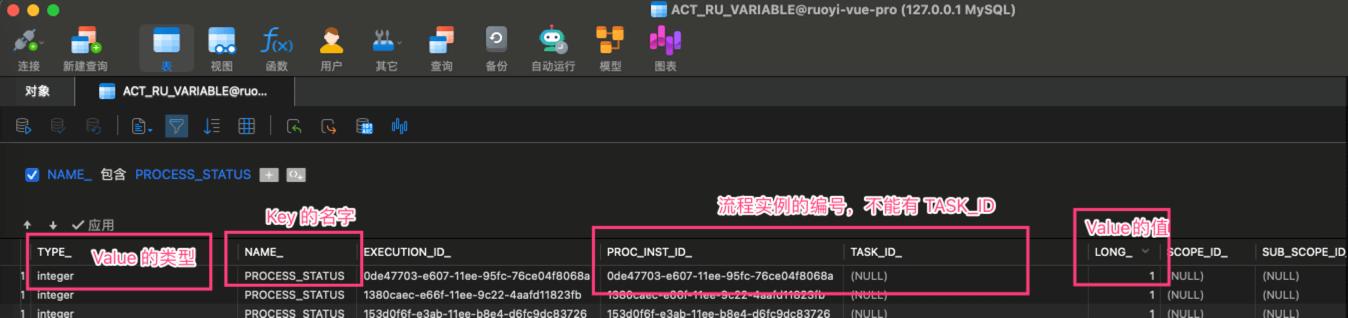 ACT_RU_VARIABLE@ruoyi-vue-pro (127.0.0.1 MySQL)
连接 新建查询 表 视图 函数 用户 其它 查询 备份 自动运行 模型 图表
对象 ACT_RU_VARIABLE@ruo...
NAME_ 包含 PROCESS_STATUS
应用
Key 的名字
流程实例的编号，不能有 TASK_ID
Value 的值
Value 的类型
TYPE_ NAME_ EXECUTION_ID_ PROC_INST_ID_ TASK_ID_ LONG_ SCOPE_ID_ SUB_SCOPE_ID_
1 integer PROCESS_STATUS 0de47703-e607-11ee-95fc-76ce04f8068a 0de47703-e607-11ee-95fc-76ce04f8068a (NULL) 1 (NULL) (NULL)
1 integer PROCESS_STATUS 1380caec-e66f-11ee-9c22-4aafd11823fb 1380caec-e66f-11ee-9c22-4aafd11823fb (NULL) 1 (NULL) (NULL)
1 integer PROCESS_STATUS 153d0f6f-e3ab-11ee-b8e4-d6fc9dc83726 153d0f6f-e3ab-11ee-b8e4-d6fc9dc83726 (NULL) 1 (NULL) (NULL)